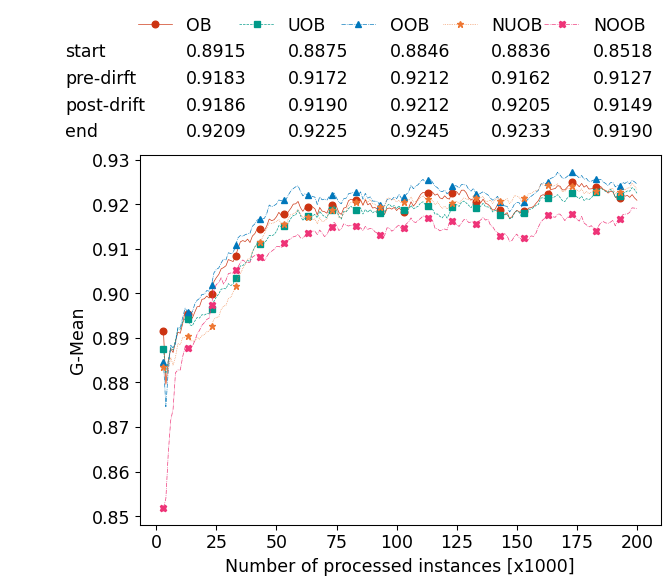 OB UOB OOB NUOB NOOB
start 0.8915 0.8875 0.8846 0.8836 0.8518
pre-dirft 0.9183 0.9172 0.9212 0.9162 0.9127
post-drift 0.9186 0.9190 0.9212 0.9205 0.9149
end 0.9209 0.9225 0.9245 0.9233 0.9190
0.93
0.92
0.91
0.90
0.89
0.88
0.87
0.86
0.85
G-Mean
0 25 50 75 100 125 150 175 200
Number of processed instances [x1000]